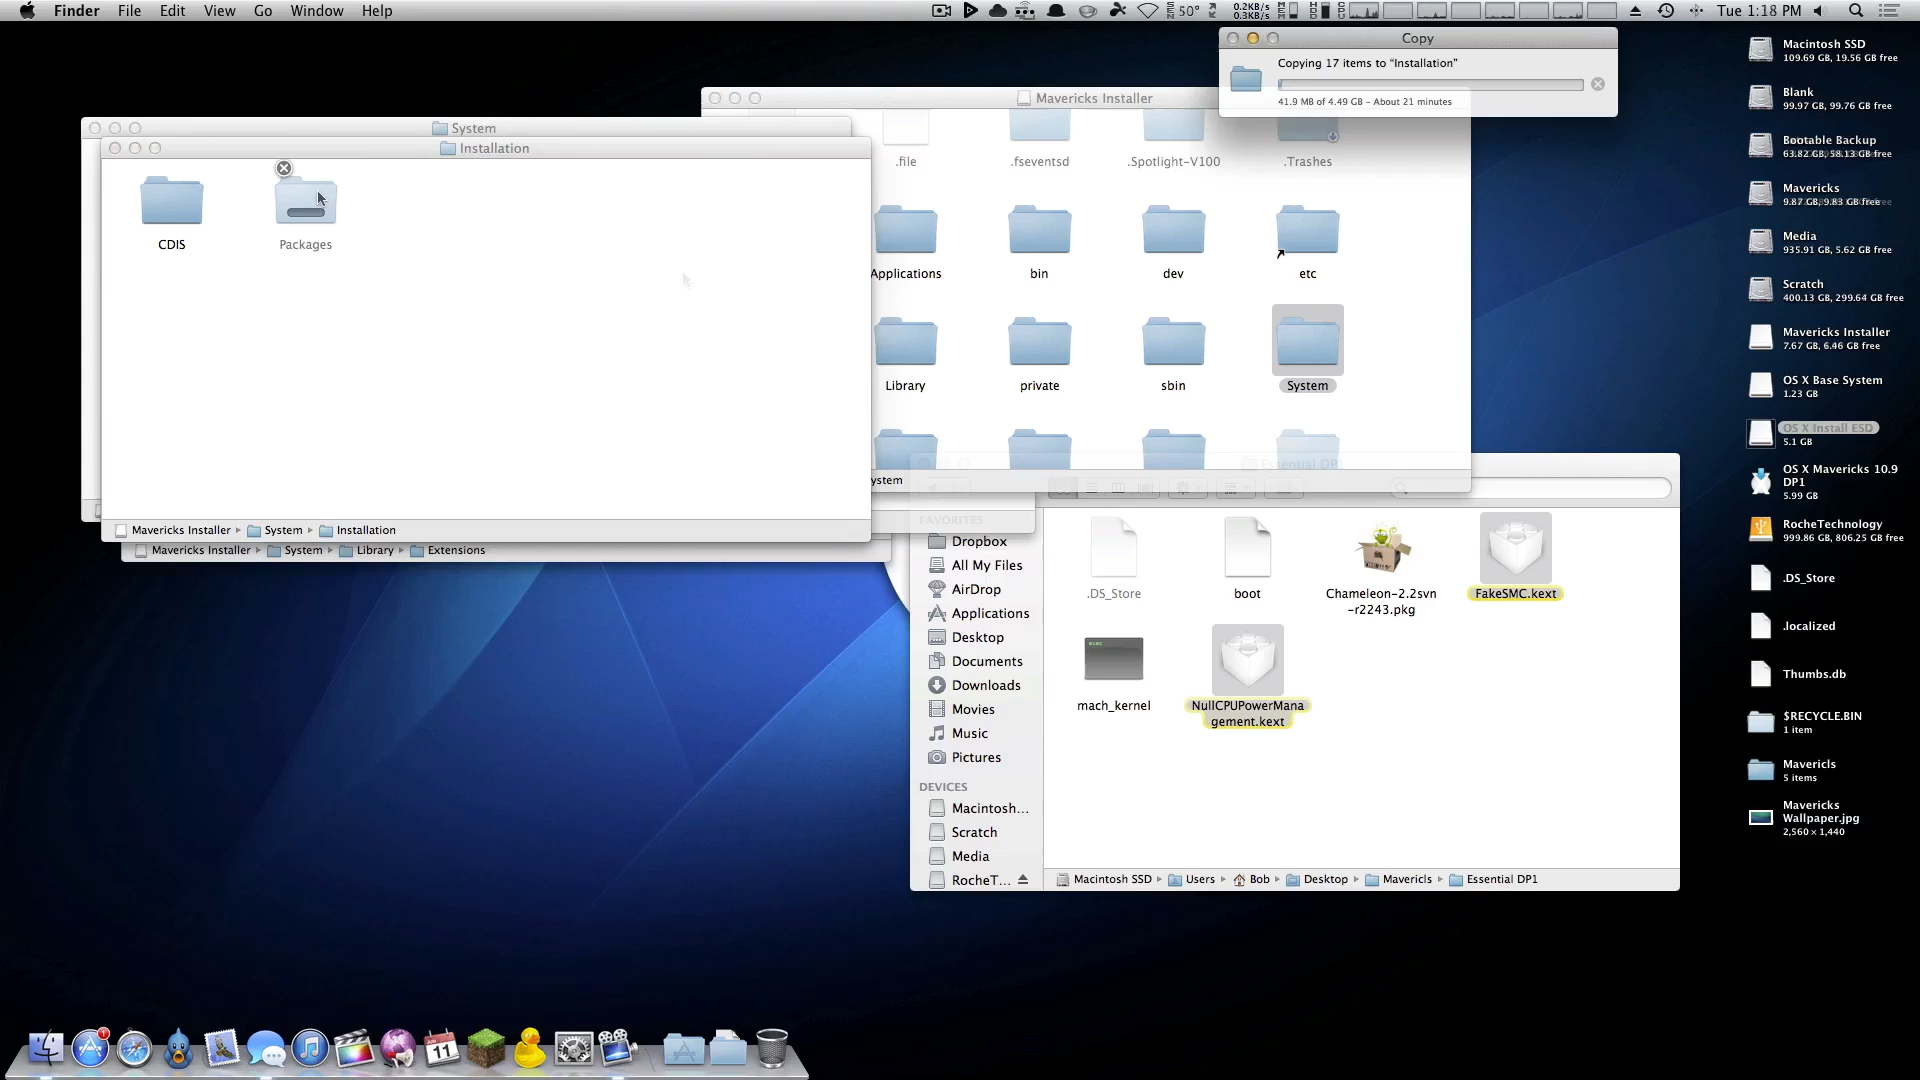 Finder File Edit View Go Window Help
50° 0.2KB/s 0.3KB/s Tue 1:18 PM
Copy
Copying 17 items to “Installation”
41.9 MB of 4.49 GB – About 21 minutes
Mavericks Installer
.file .fseventsd .Spotlight-V100 .Trashes
Applications bin dev etc
Library private sbin System
ystem
System
Installation
CDIS Packages
Mavericks Installer System Installation
Mavericks Installer System Library Extensions
Essential DP1
FAVORITES
Dropbox
All My Files
AirDrop
Applications
Desktop
Documents
Downloads
Movies
Music
Pictures
DEVICES
Macintosh...
Scratch
Media
RocheT...
.DS_Store boot Chameleon-2.2svn
-r2243.pkg FakeSMC.kext
mach_kernel NullCPUPowerMana
gement.kext
Macintosh SSD Users Bob Desktop Mavericls Essential DP1
Macintosh SSD
109.69 GB, 19.56 GB free
Blank
99.97 GB, 99.76 GB free
Bootable Backup
63.82 GB, 58.13 GB free
Mavericks
9.87 GB, 9.83 GB free
Media
935.91 GB, 5.62 GB free
Scratch
400.13 GB, 299.64 GB free
Mavericks Installer
7.67 GB, 6.46 GB free
OS X Base System
1.23 GB
OS X Install ESD
5.1 GB
OS X Mavericks 10.9
DP1
5.99 GB
RocheTechnology
999.86 GB, 806.25 GB free
.DS_Store
.localized
Thumbs.db
$RECYCLE.BIN
1 item
Mavericls
5 items
Mavericks
Wallpaper.jpg
2,560 × 1,440
1
11